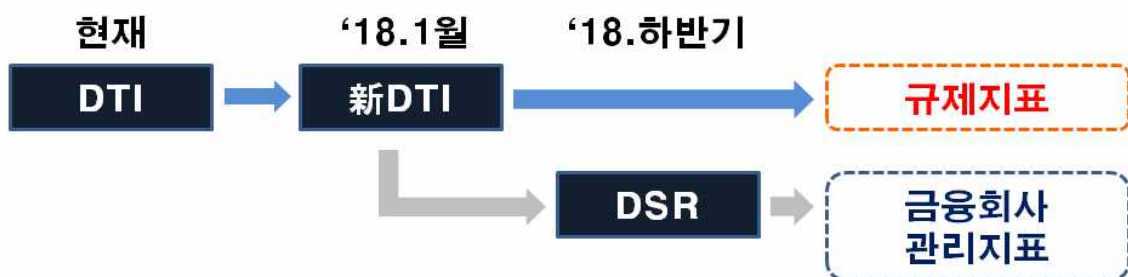 현재
‘18.1월
‘18.하반기
DTI
新DTI
규제지표
DSR
금융회사
관리지표